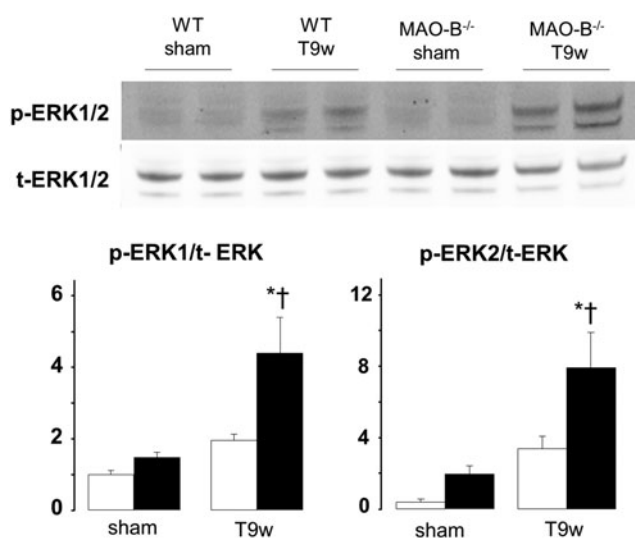 WT WT MAO-B-/- MAO-B-/-
sham T9w sham T9w
p-ERK1/2
t-ERK1/2
p-ERK1/t- ERK
6
4
2
0
*†
sham T9w
p-ERK2/t-ERK
12
8
4
0
*†
sham T9w